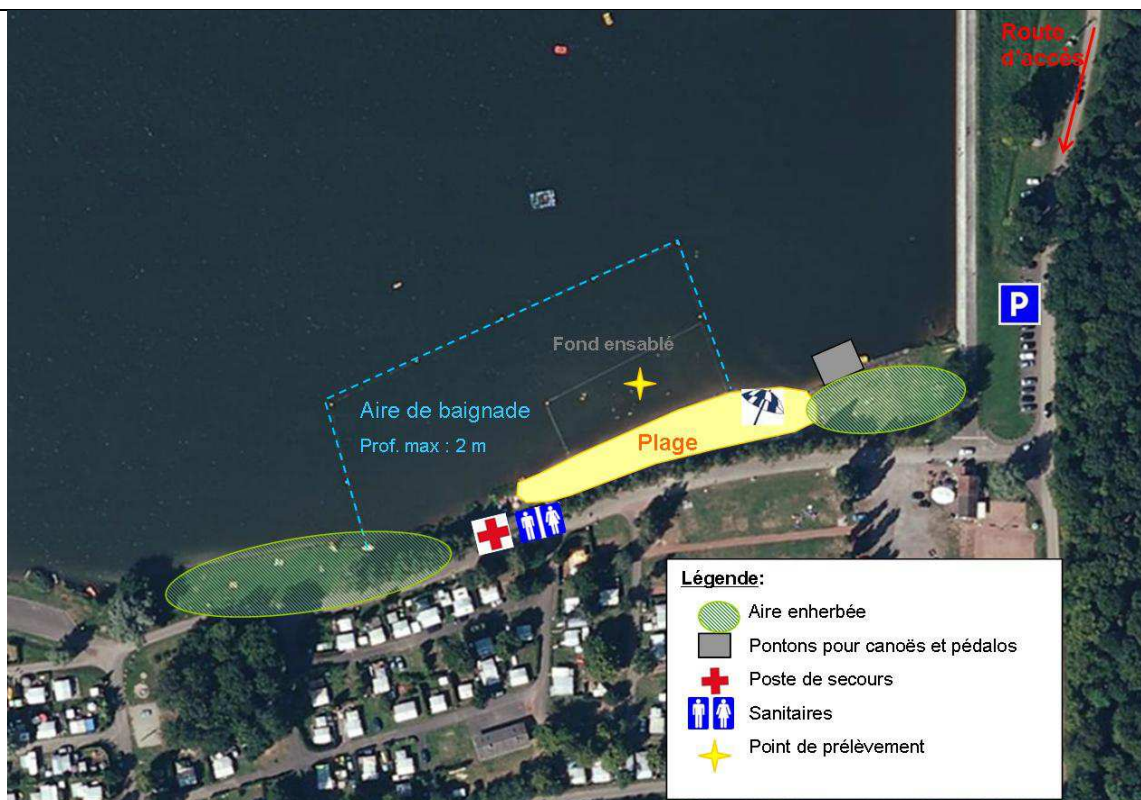 Route
d'accès
P
Fond ensablé
Aire de baignade
Prof. max : 2 m
Plage
Légende:
Aire enherbée
Pontons pour canoës et pédalos
Poste de secours
Sanitaires
Point de prélèvement